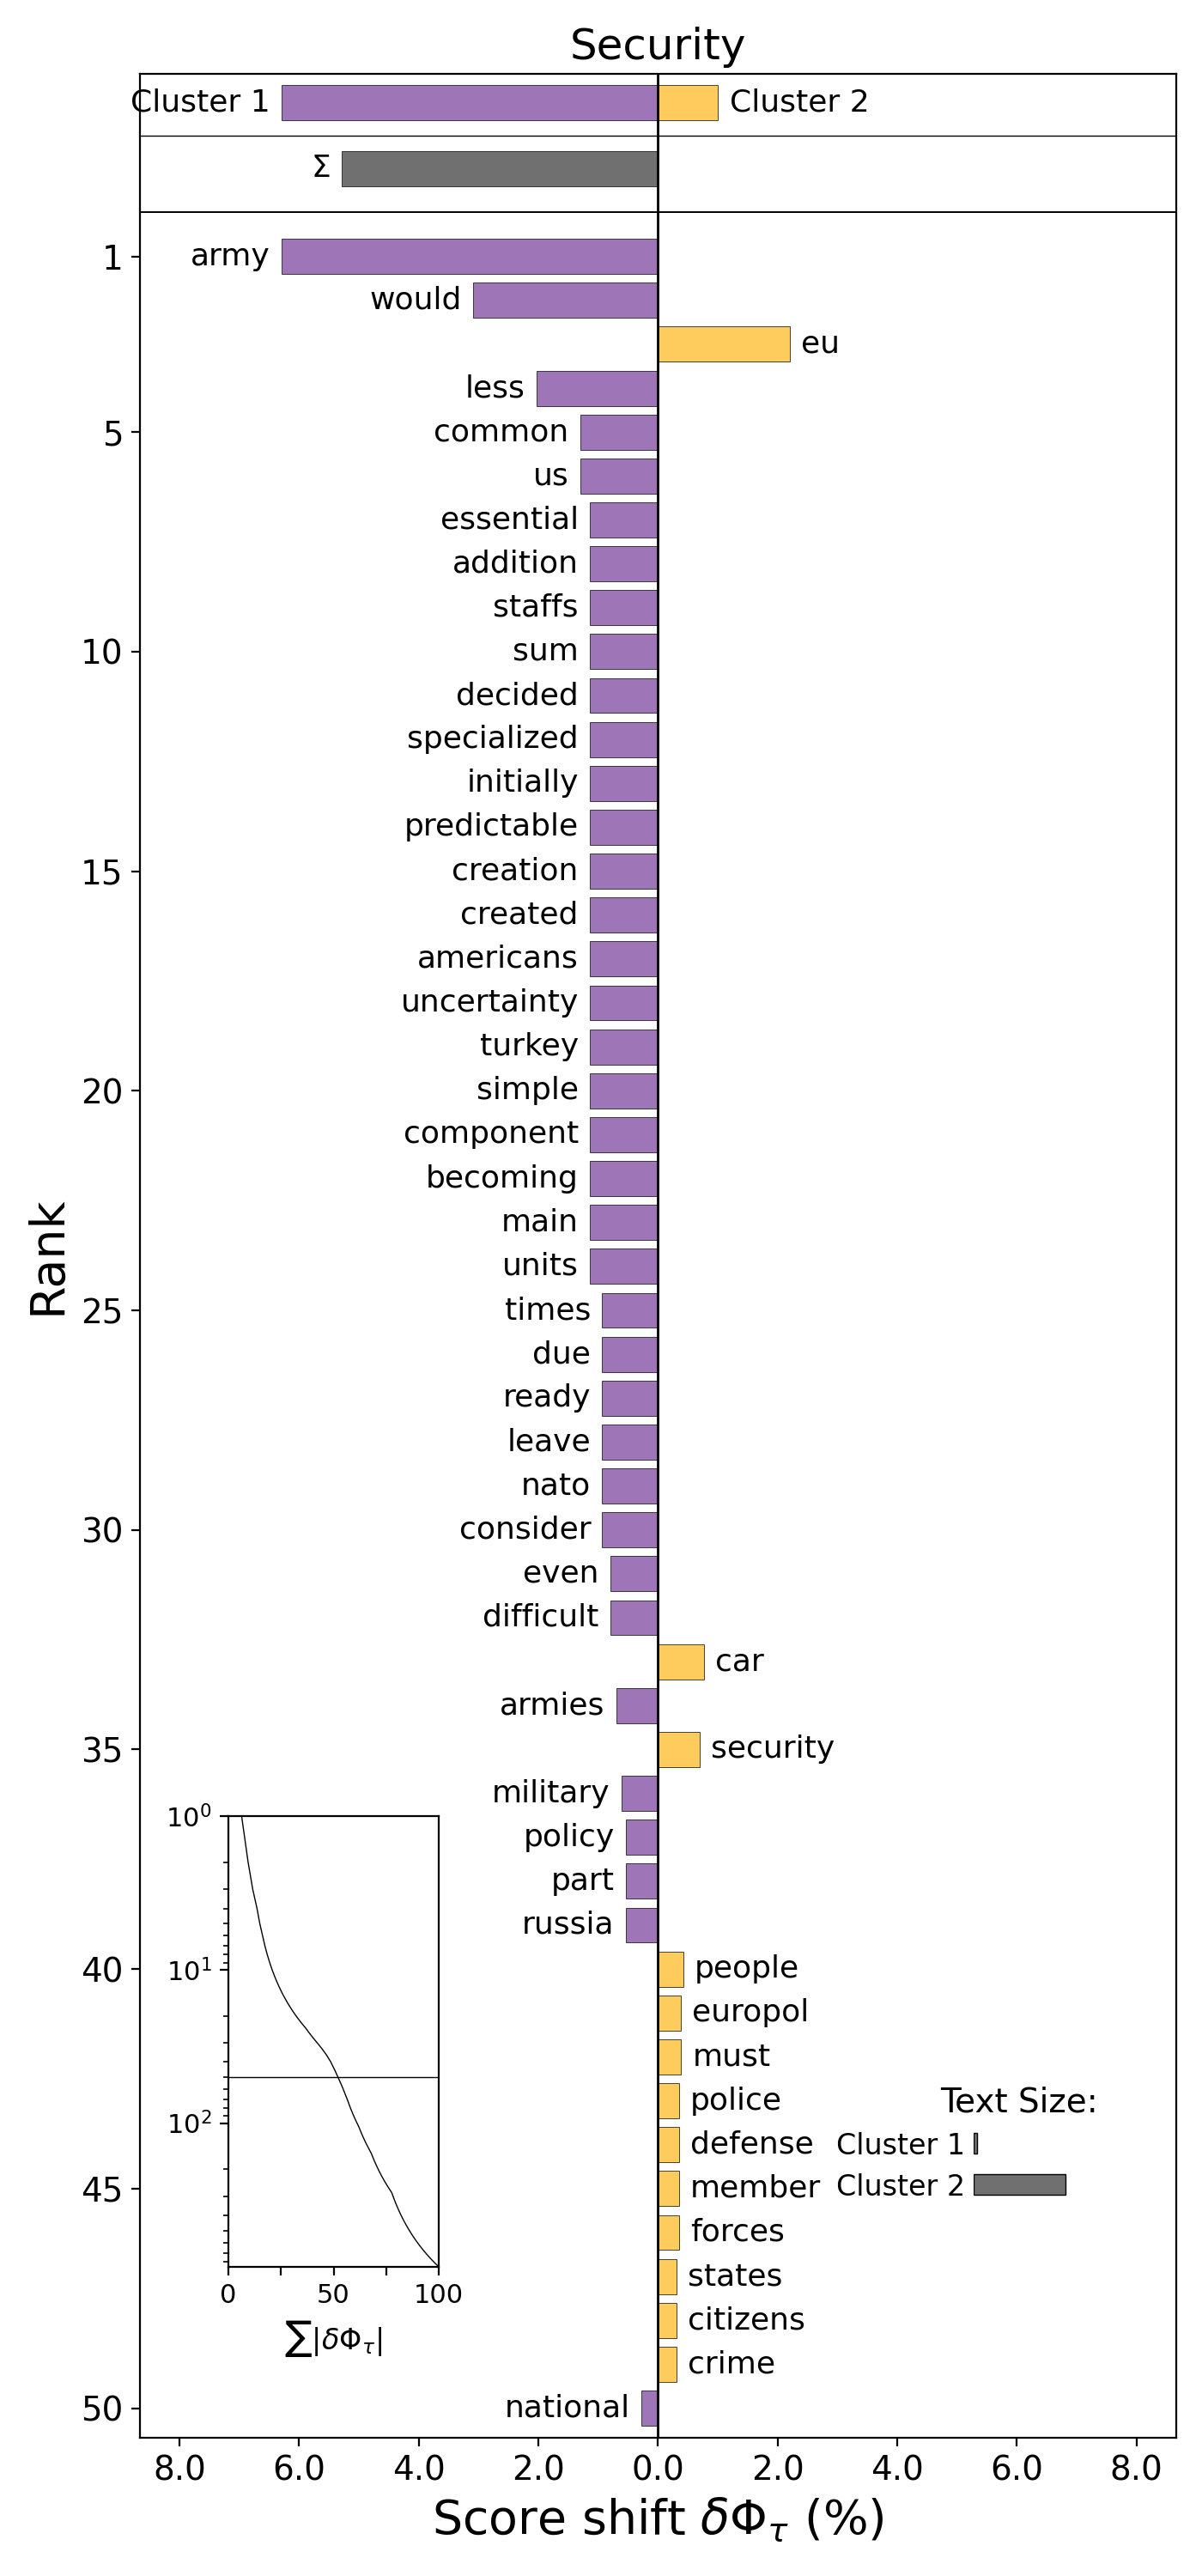 Security
Cluster 1
Cluster 2
Σ
1
army
would
eu
less
5
common
us
essential
addition
staffs
10
sum
decided
specialized
initially
predictable
15
creation
created
americans
uncertainty
turkey
20
simple
component
becoming
main
units
25
times
due
ready
leave
nato
30
consider
even
difficult
car
armies
35
security
military
policy
part
russia
40
people
europol
must
police
defense
45
member
forces
states
citizens
crime
50
national
Rank
10⁰
10¹
10²
0
50
100
∑|δΦτ|
Text Size:
Cluster 1
Cluster 2
8.0 6.0 4.0 2.0 0.0 2.0 4.0 6.0 8.0
Score shift δΦτ (%)